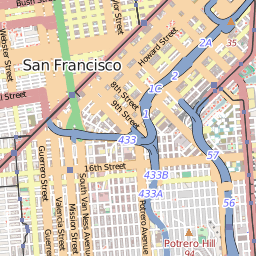 Bush Street
Taylor Street
Webster Street
Howard Street
2A
35
San Francisco
2
8th Street
1C
9th Street
1
433
57
16th Street
Guerrero Street
Valencia Street
Mission Street
South Van Ness Avenue
433B
433A
56
Potrero Avenue
Potrero Hill
94